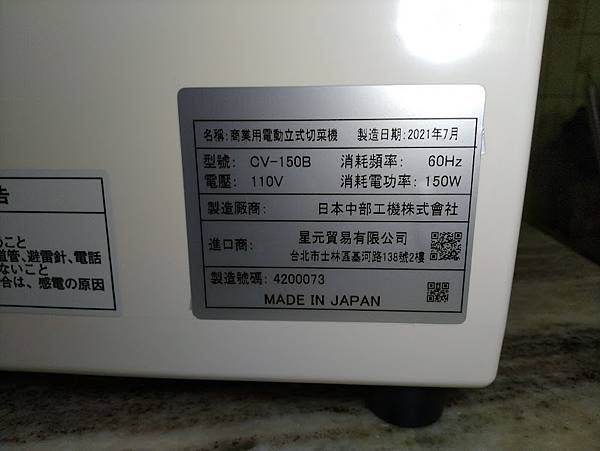 名稱:商業用電動立式切菜機 製造日期:2021年7月
型號: CV-150B 消耗頻率: 60Hz
電壓: 110V 消耗電功率: 150W
製造廠商: 日本中部工機株式會社
進口商: 星元貿易有限公司
台北市士林區基河路138號2樓
製造號碼: 4200073
MADE IN JAPAN
告
うこと
道管、避雷針、電話
ないこと
合は、感電の原因